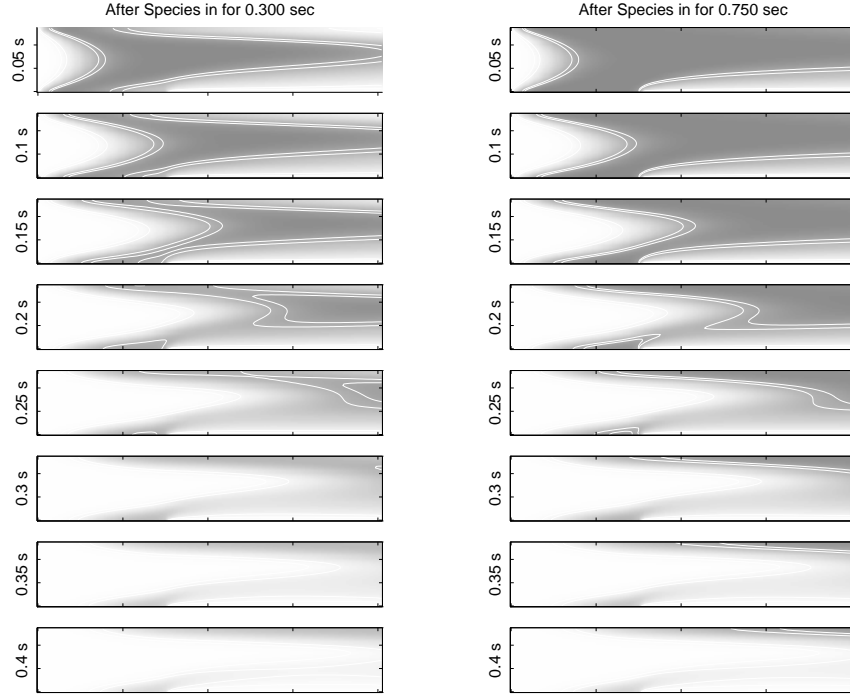 After Species in for 0.300 sec
After Species in for 0.750 sec
0.05 s
0.05 s
0.1 s
0.1 s
0.15 s
0.15 s
0.2 s
0.2 s
0.25 s
0.25 s
0.3 s
0.3 s
0.35 s
0.35 s
0.4 s
0.4 s